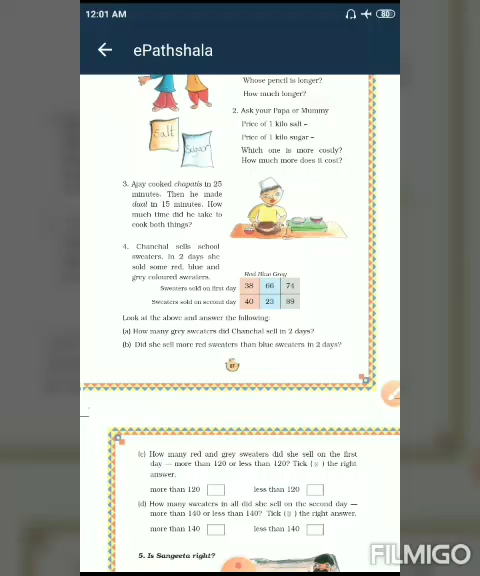 12:01 AM
80
ePathshala
Whose pencil is longer?
How much longer?
2. Ask your Papa or Mummy
Price of 1 kilo salt –
Price of 1 kilo sugar –
Which one is more costly?
How much more does it cost?
Salt
Sugar
3. Ajay cooked chapatis in 25
minutes. Then he made
daal in 15 minutes. How
much time did he take to
cook both things?
4. Chanchal sells school
sweaters. In 2 days she
sold some red, blue and
grey coloured sweaters.
Red Blue Grey
Sweaters sold on first day 38 66 74
Sweaters sold on second day 40 23 89
Look at the above and answer the following:
(a) How many grey sweaters did Chanchal sell in 2 days?
(b) Did she sell more red sweaters than blue sweaters in 2 days?
(c) How many red and grey sweaters did she sell on the first
day — more than 120 or less than 120? Tick ( ) the right
answer.
more than 120 less than 120
(d) How many sweaters in all did she sell on the second day —
more than 140 or less than 140? Tick ( ) the right answer.
more than 140 less than 140
5. Is Sangeeta right?
FILMIGO